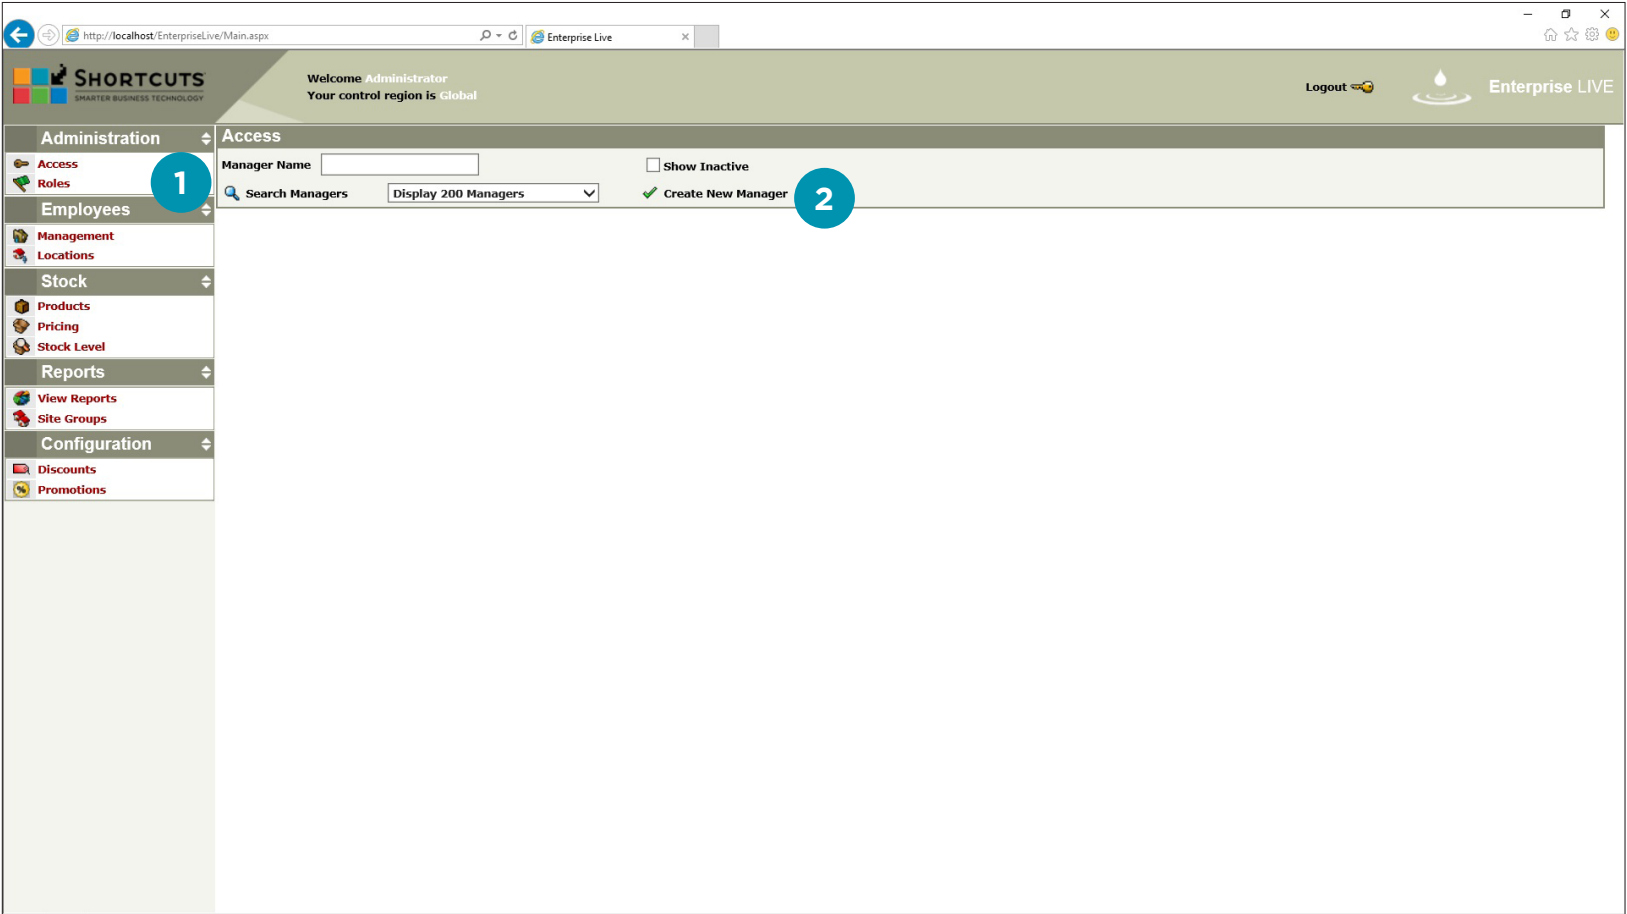 http://localhost/EnterpriseLive/Main.aspx
Enterprise Live
SHORTCUTS
SMARTER BUSINESS TECHNOLOGY
Welcome Administrator
Your control region is Global
Logout
Enterprise LIVE
Administration
Access
Roles
1
Employees
Management
Locations
Stock
Products
Pricing
Stock Level
Reports
View Reports
Site Groups
Configuration
Discounts
Promotions
Access
Manager Name
Show Inactive
Search Managers
Display 200 Managers
Create New Manager
2